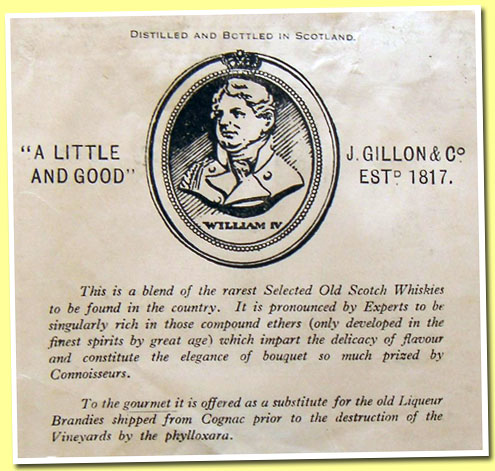 DISTILLED AND BOTTLED IN SCOTLAND.
"A LITTLE
AND GOOD"
WILLIAM IV
J. GILLON & Cº
ESTᴰ 1817.
This is a blend of the rarest Selected Old Scotch Whiskies
to be found in the country. It is pronounced by Experts to be
singularly rich in those compound ethers (only developed in the
finest spirits by great age) which impart the delicacy of flavour
and constitute the elegance of bouquet so much prized by
Connoisseurs.
To the gourmet it is offered as a substitute for the old Liqueur
Brandies shipped from Cognac prior to the destruction of the
Vineyards by the phylloxara.